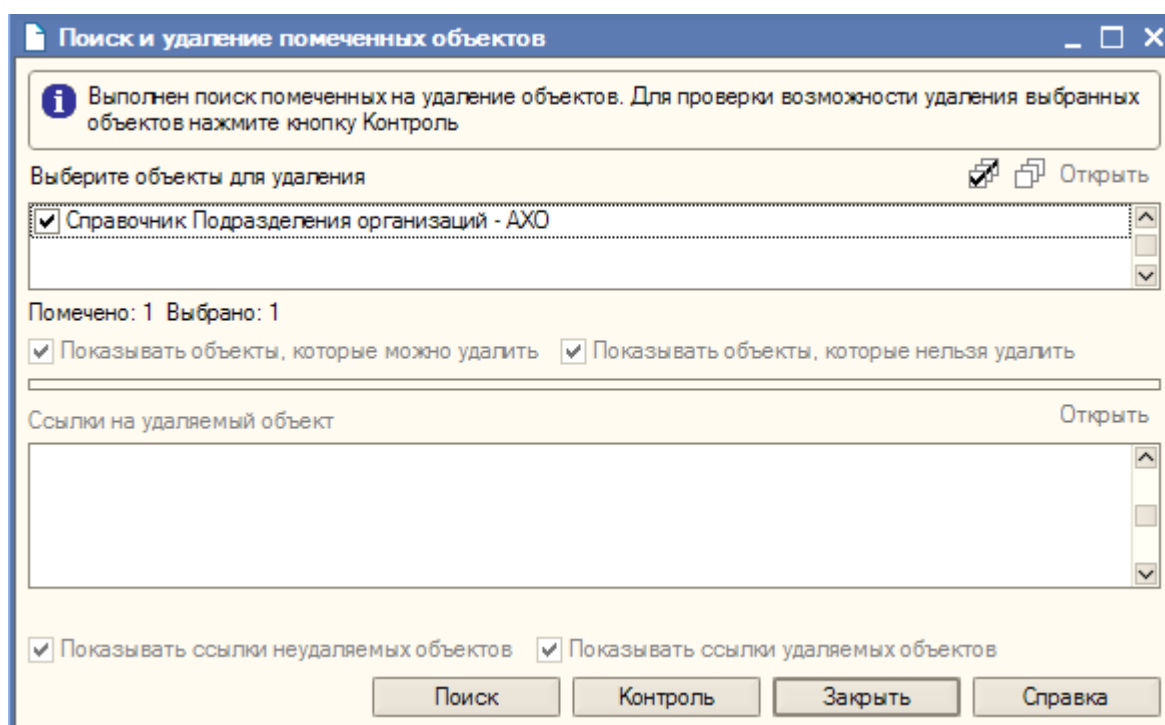 Поиск и удаление помеченных объектов
Выполнен поиск помеченных на удаление объектов. Для проверки возможности удаления выбранных
объектов нажмите кнопку Контроль
Выберите объекты для удаления Открыть
Справочник Подразделения организаций - АХО
Помечено: 1 Выбрано: 1
Показывать объекты, которые можно удалить Показывать объекты, которые нельзя удалить
Ссылки на удаляемый объект Открыть
Показывать ссылки неудаляемых объектов Показывать ссылки удаляемых объектов
Поиск Контроль Закрыть Справка